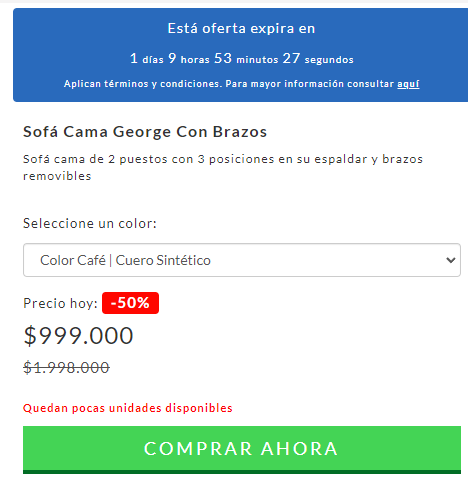 Está oferta expira en
1 días 9 horas 53 minutos 27 segundos
Aplican términos y condiciones. Para mayor información consultar aquí
Sofá Cama George Con Brazos
Sofá cama de 2 puestos con 3 posiciones en su espaldar y brazos
removibles
Seleccione un color:
Color Café | Cuero Sintético
Precio hoy: -50%
$999.000
$1.998.000
Quedan pocas unidades disponibles
COMPRAR AHORA